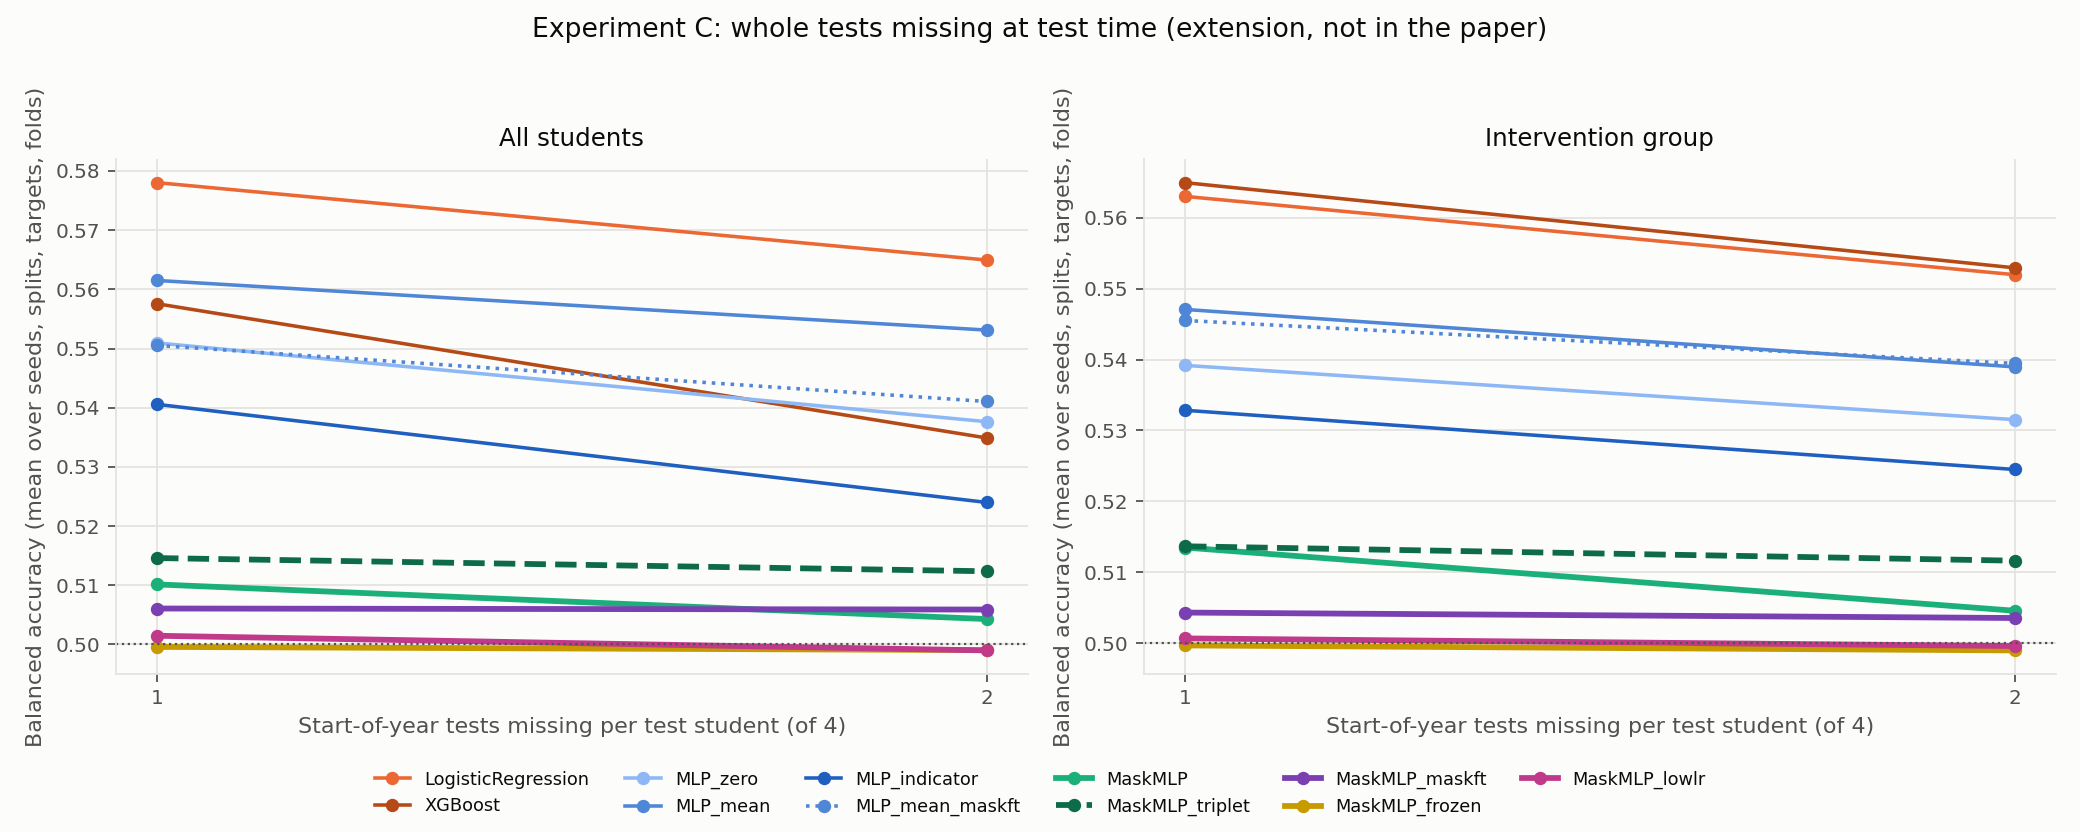 Experiment C: whole tests missing at test time (extension, not in the paper)
All students
Balanced accuracy (mean over seeds, splits, targets, folds)
0.58
0.57
0.56
0.55
0.54
0.53
0.52
0.51
0.50
1
2
Start-of-year tests missing per test student (of 4)
Intervention group
Balanced accuracy (mean over seeds, splits, targets, folds)
0.56
0.55
0.54
0.53
0.52
0.51
0.50
1
2
Start-of-year tests missing per test student (of 4)
LogisticRegression
XGBoost
MLP_zero
MLP_mean
MLP_indicator
MLP_mean_maskft
MaskMLP
MaskMLP_triplet
MaskMLP_maskft
MaskMLP_frozen
MaskMLP_lowlr